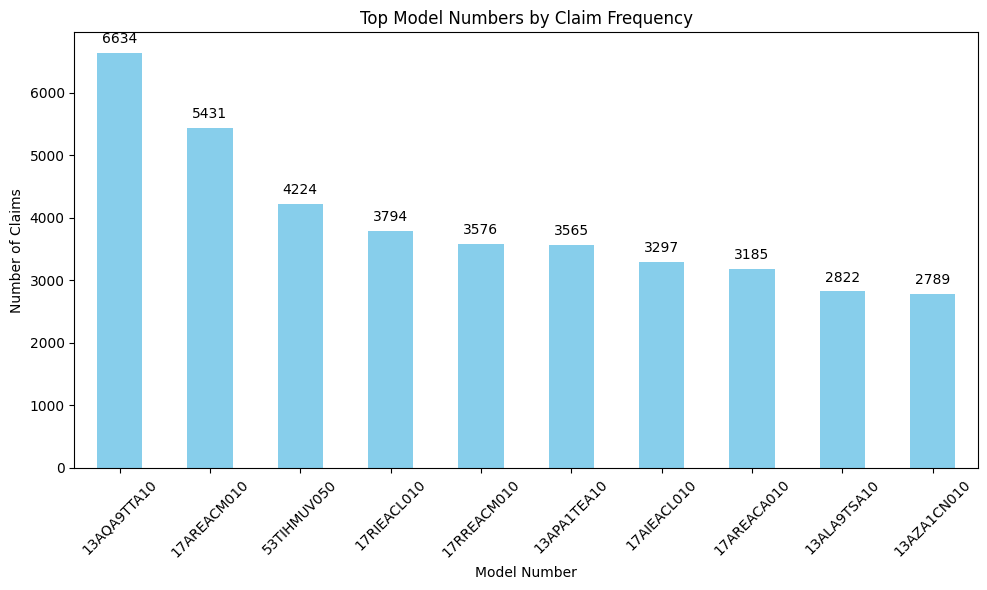 Top Model Numbers by Claim Frequency
Number of Claims
6000
5000
4000
3000
2000
1000
0
6634
5431
4224
3794
3576
3565
3297
3185
2822
2789
13AQA9TTA10
17AREACM010
53TIHMUV050
17RIEACL010
17RREACM010
13APA1TEA10
17AIEACL010
17AREACA010
13ALA9TSA10
13AZA1CN010
Model Number